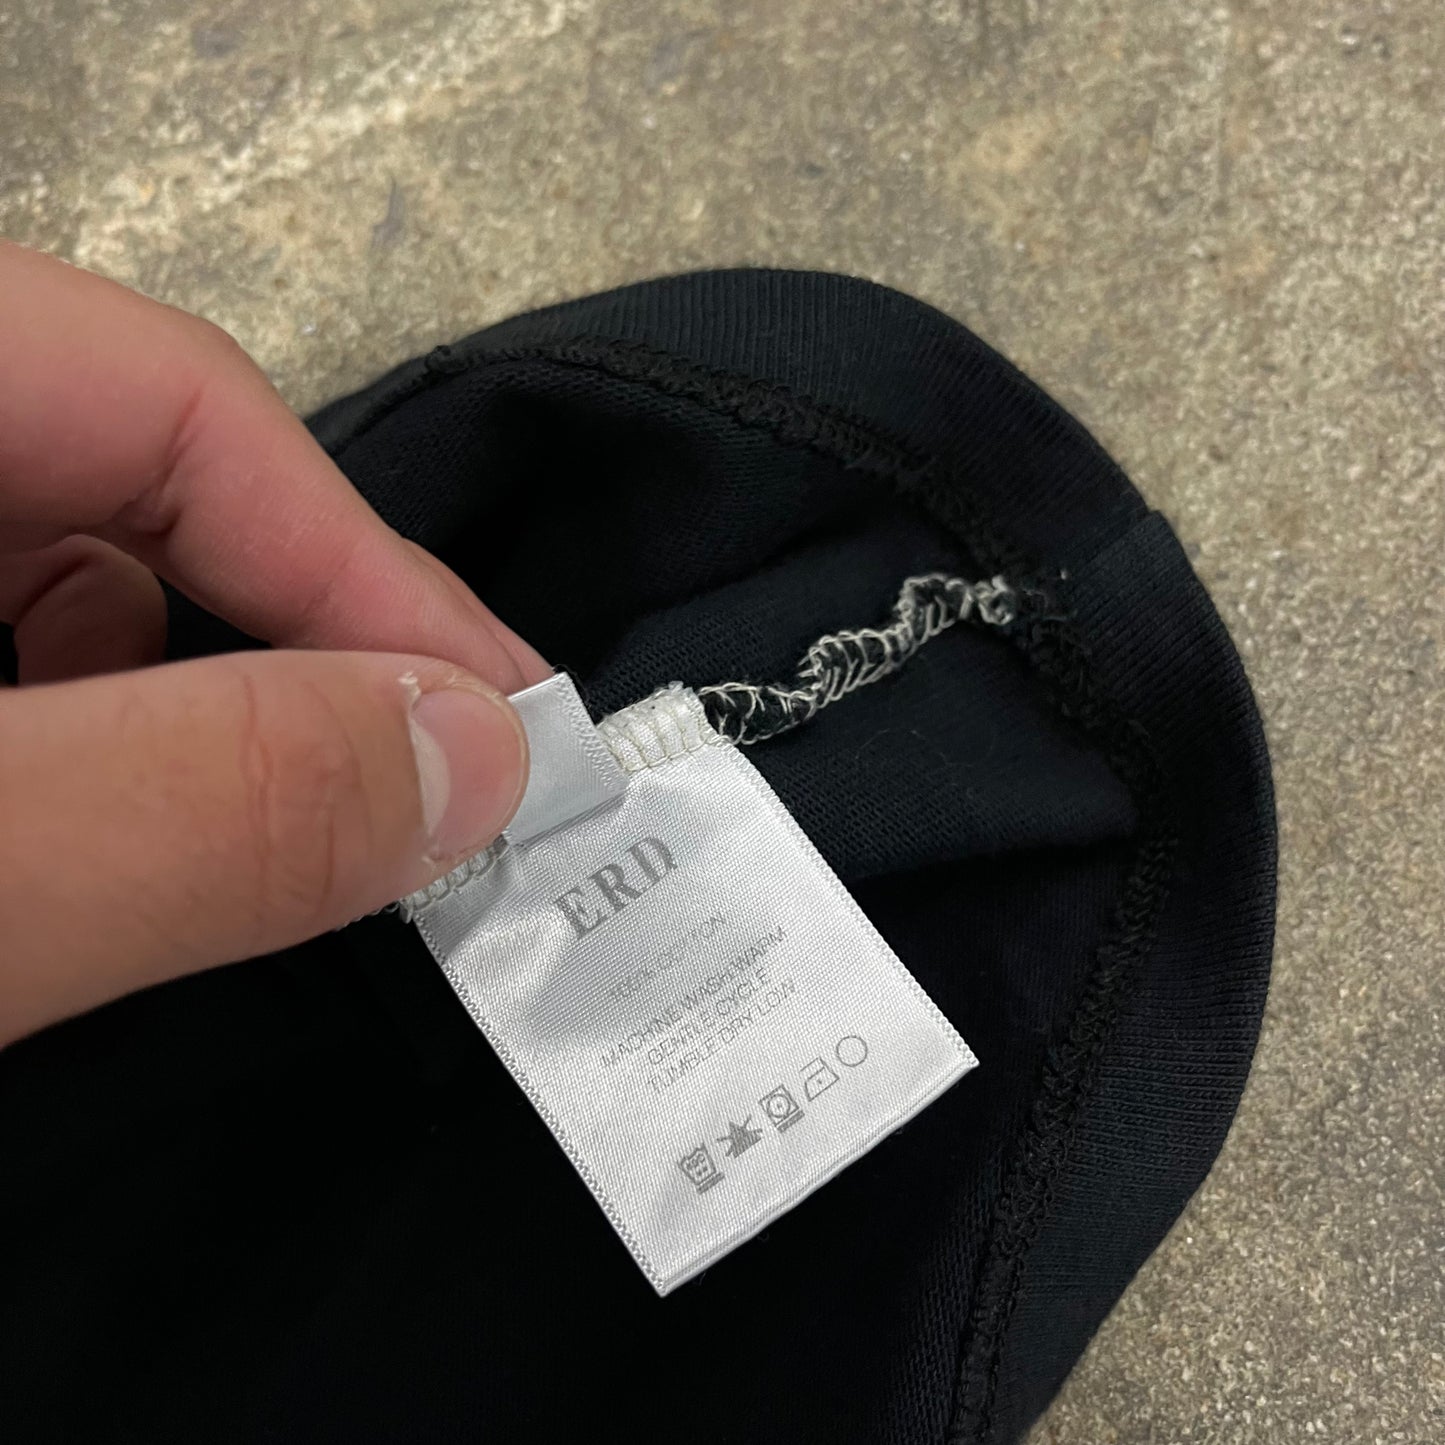 ERD
100% COTTON
MACHINE WASH WARM
GENTLE CYCLE
TUMBLE DRY LOW